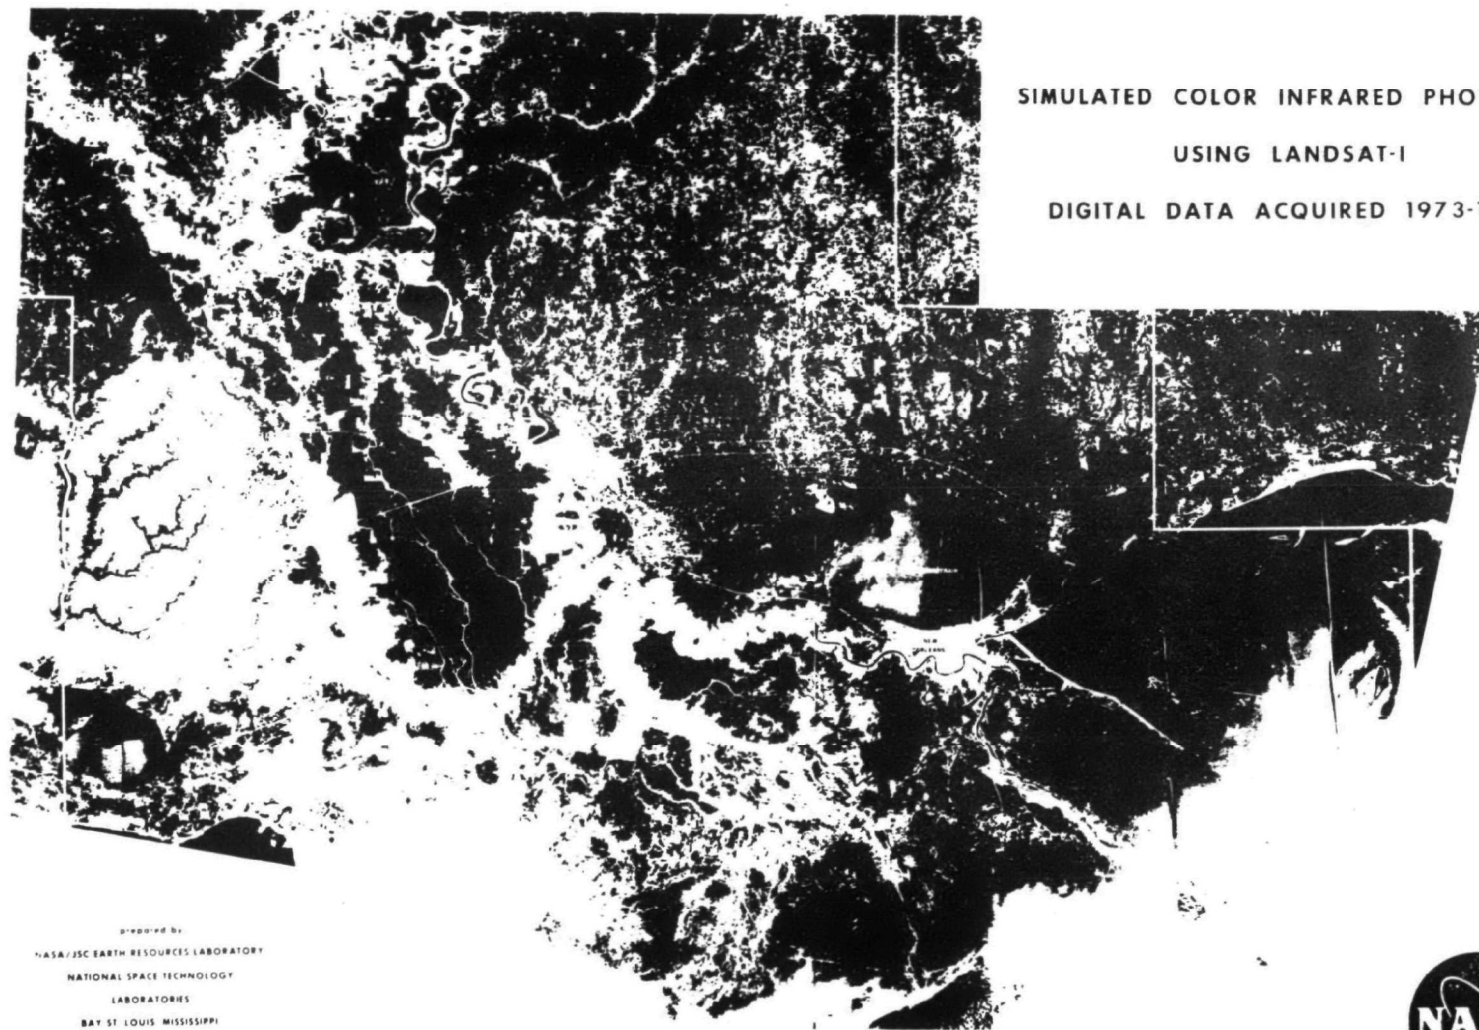 SIMULATED COLOR INFRARED PHO
USING LANDSAT-I
DIGITAL DATA ACQUIRED 1973-
NEW
ORLEANS
prepared by
NASA/JSC EARTH RESOURCES LABORATORY
NATIONAL SPACE TECHNOLOGY
LABORATORIES
BAY ST LOUIS MISSISSIPPI
NA